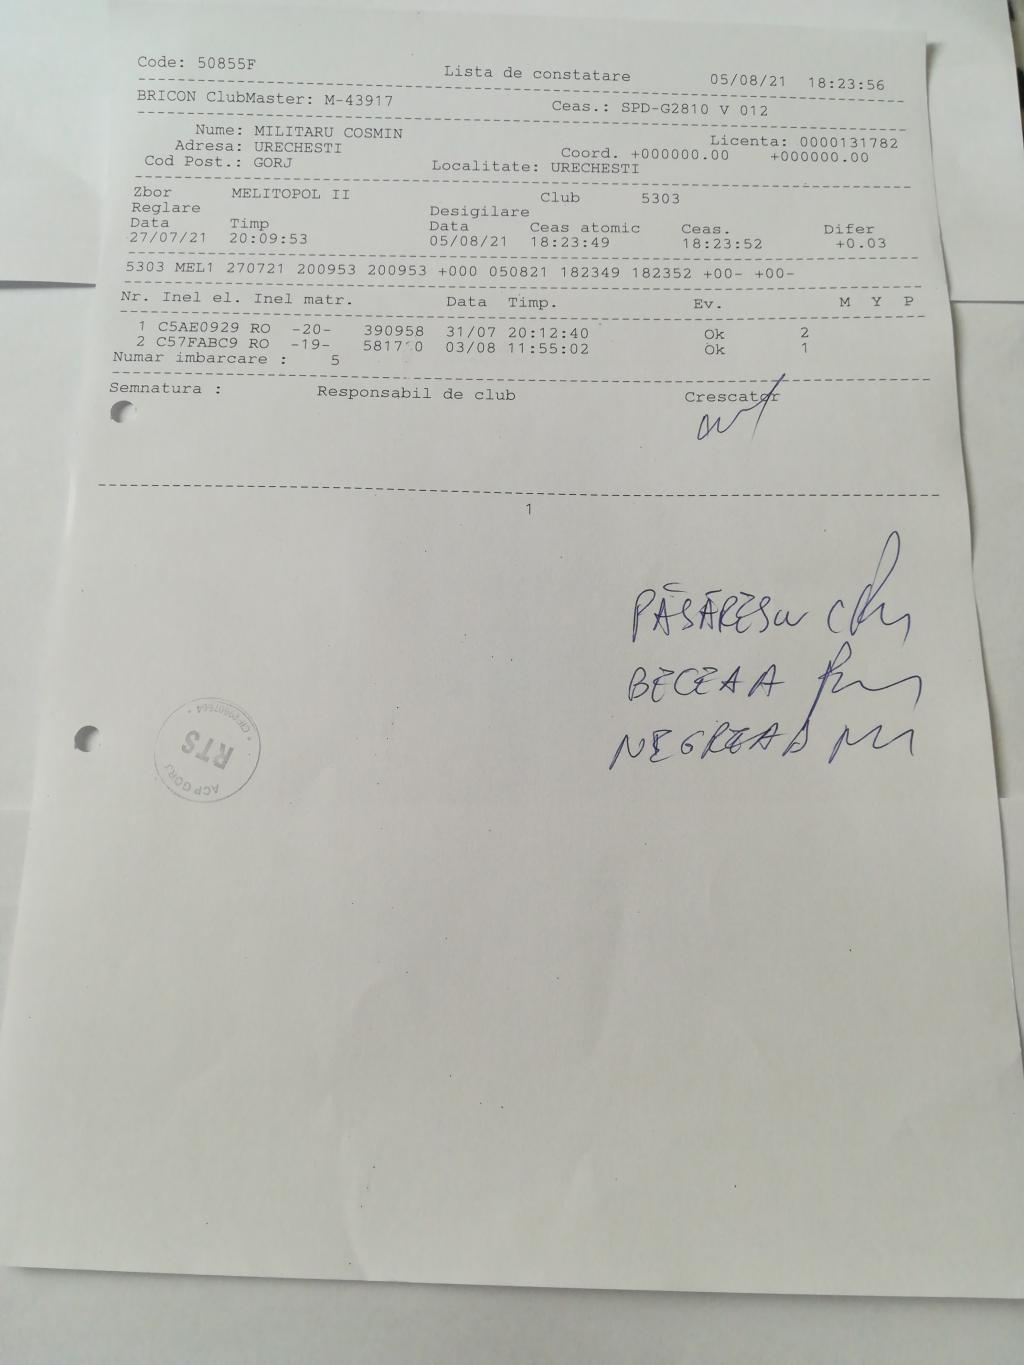 Code: 50855F Lista de constatare 05/08/21 18:23:56
BRICON ClubMaster: M-43917 Ceas.: SPD-G2810 V 012
Nume: MILITARU COSMIN Licenta: 0000131782
Adresa: URECHESTI Coord. +000000.00 +000000.00
Cod Post.: GORJ Localitate: URECHESTI
Zbor MELITOPOL II Club 5303
Reglare Desigilare
Data Timp Data Ceas atomic Ceas. Difer
27/07/21 20:09:53 05/08/21 18:23:49 18:23:52 +0.03
5303 MEL1 270721 200953 200953 +000 050821 182349 182352 +00- +00-
Nr. Inel el. Inel matr. Data Timp. Ev. M Y P
1 C5AE0929 RO -20- 390958 31/07 20:12:40 Ok 2
2 C57FABC9 RO -19- 03/08 11:55:02 Ok 1
Numar imbarcare : 5
Semnatura : Responsabil de club Crescator
1
PĂSĂRESCU
BECEA A
NEGREA D
RTS
ACP GORJ